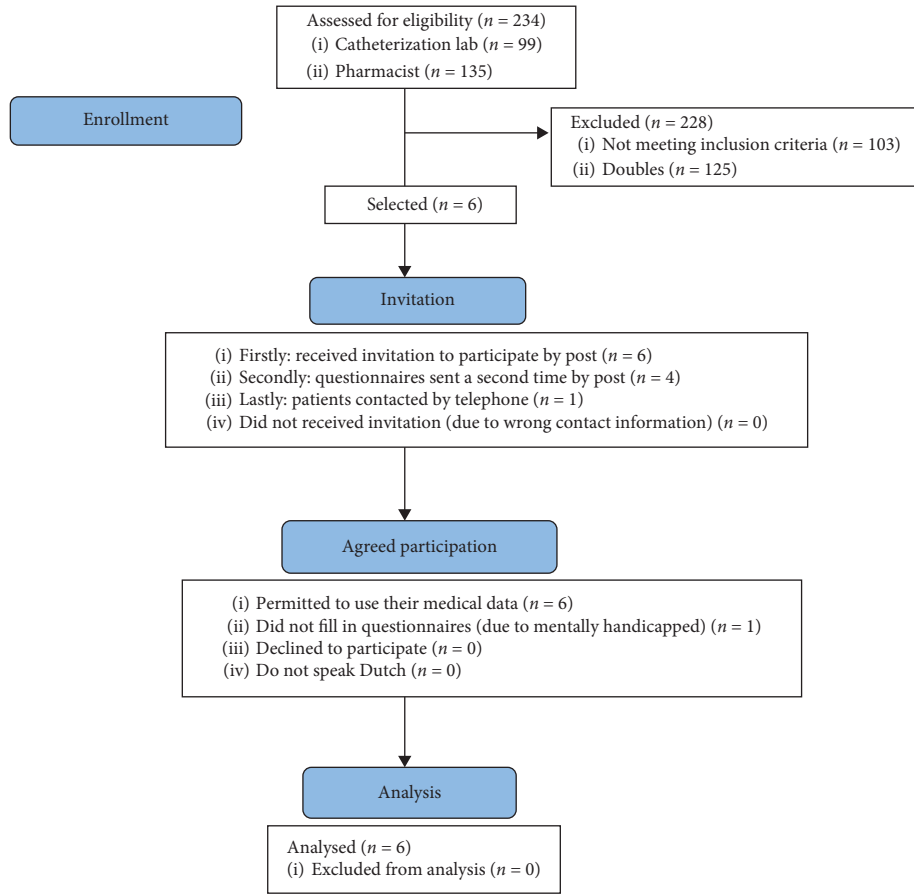 Assessed for eligibility (n = 234)
(i) Catheterization lab (n = 99)
(ii) Pharmacist (n = 135)
Enrollment
Excluded (n = 228)
(i) Not meeting inclusion criteria (n = 103)
(ii) Doubles (n = 125)
Selected (n = 6)
Invitation
(i) Firstly: received invitation to participate by post (n = 6)
(ii) Secondly: questionnaires sent a second time by post (n = 4)
(iii) Lastly: patients contacted by telephone (n = 1)
(iv) Did not received invitation (due to wrong contact information) (n = 0)
Agreed participation
(i) Permitted to use their medical data (n = 6)
(ii) Did not fill in questionnaires (due to mentally handicapped) (n = 1)
(iii) Declined to participate (n = 0)
(iv) Do not speak Dutch (n = 0)
Analysis
Analysed (n = 6)
(i) Excluded from analysis (n = 0)